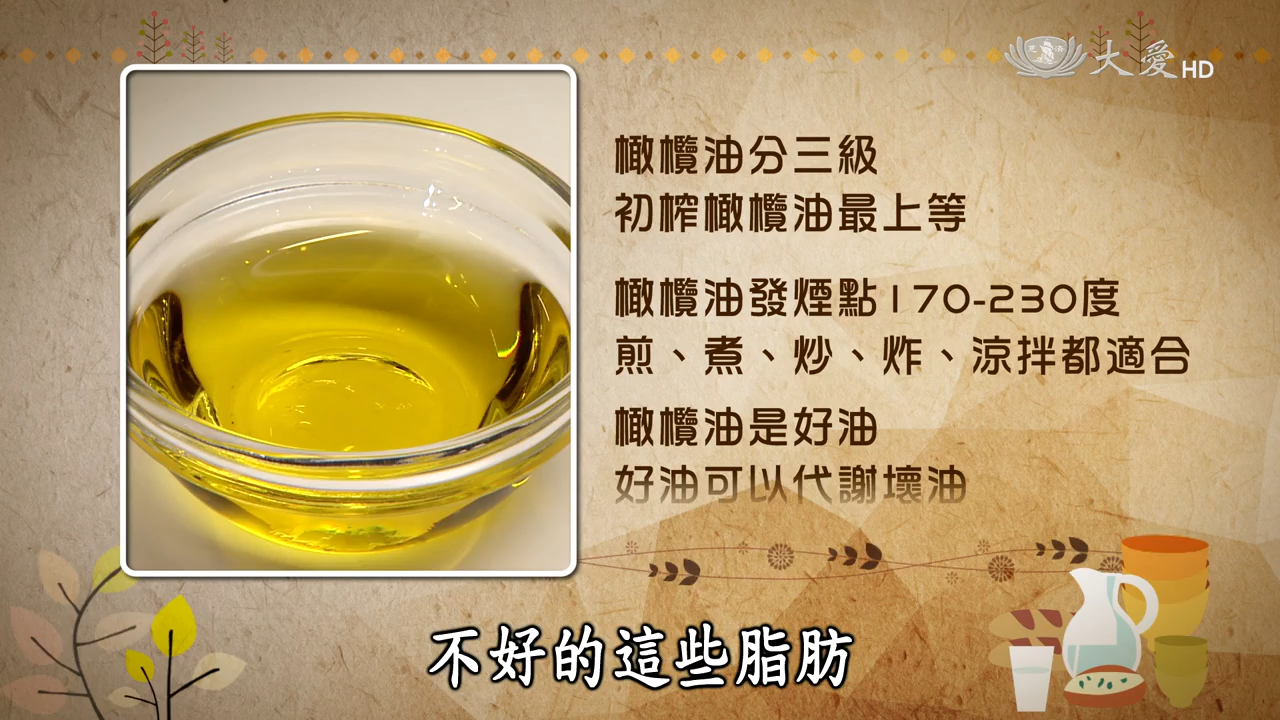 大愛HD
橄欖油分三級
初榨橄欖油最上等
橄欖油發煙點170-230度
煎、煮、炒、炸、涼拌都適合
橄欖油是好油
好油可以代謝壞油
不好的這些脂肪